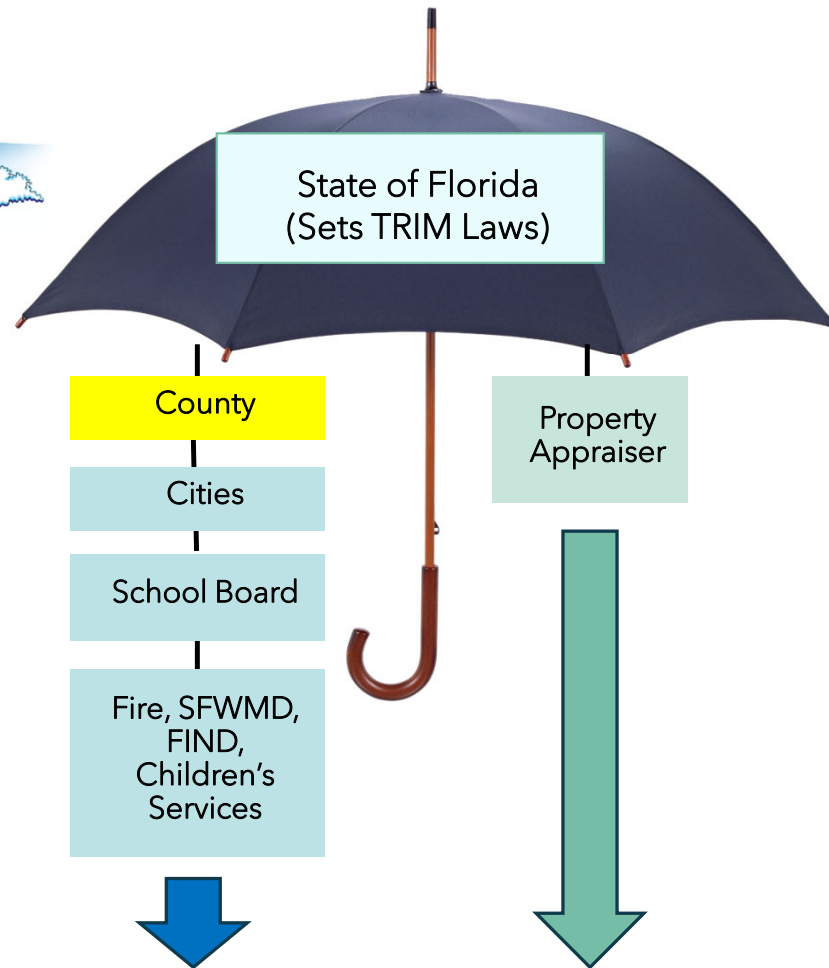 State of Florida
(Sets TRIM Laws)
County
Cities
School Board
Fire, SFWMD,
FIND,
Children’s
Services
Property
Appraiser